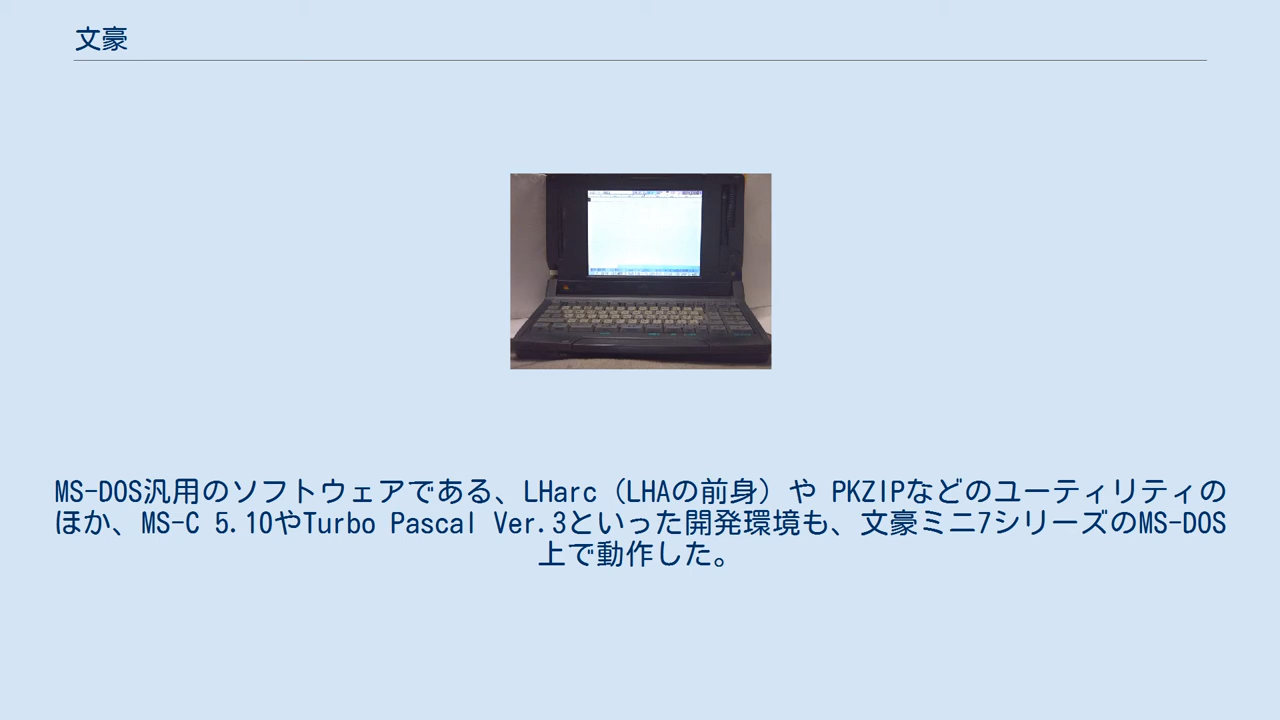 文豪
MS-DOS汎用のソフトウェアである、LHarc（LHAの前身）や PKZIPなどのユーティリティの
ほか、MS-C 5.10やTurbo Pascal Ver.3といった開発環境も、文豪ミニ7シリーズのMS-DOS
上で動作した。